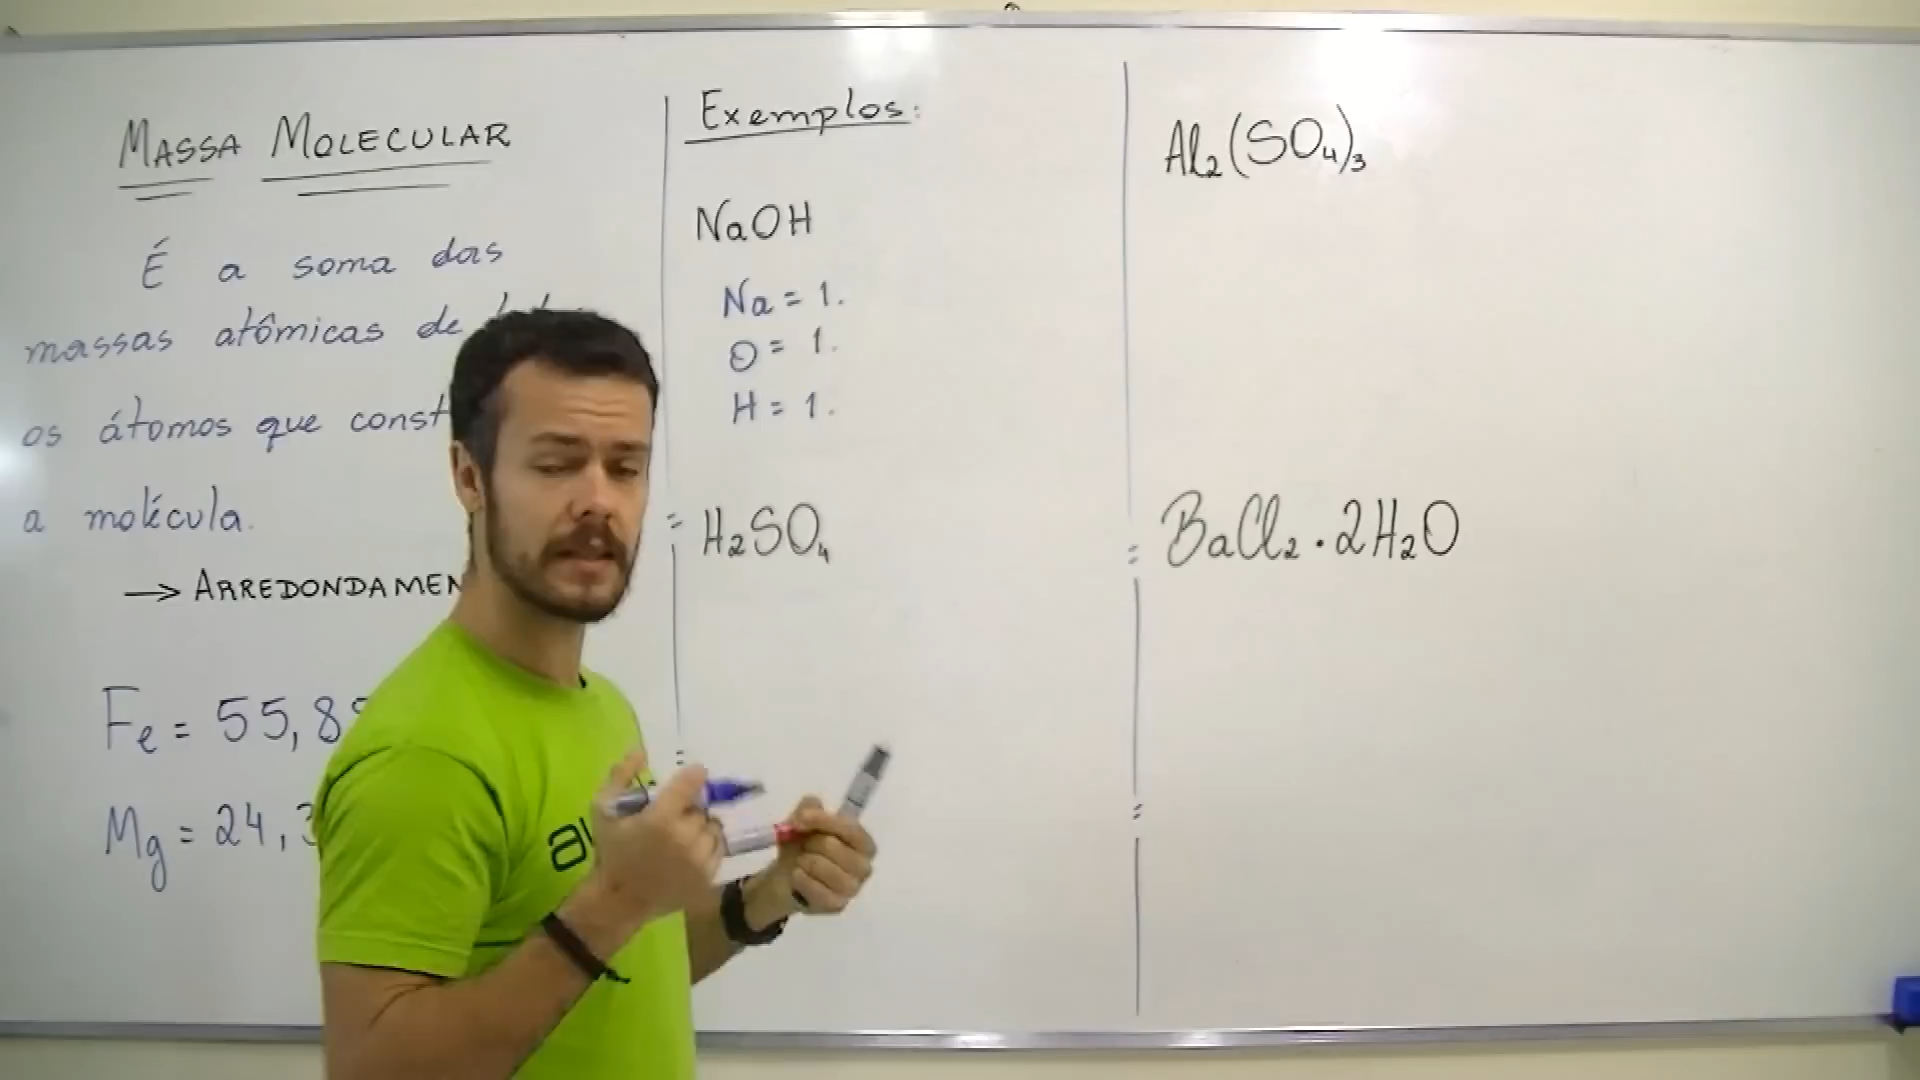 MASSA MOLECULAR
É a soma das
massas atômicas de
os átomos que const
a molécula.
→ ARREDONDAMEN
Fe = 55,85
Mg = 24,3
Exemplos:
NaOH
Na = 1.
O = 1.
H = 1.
H₂SO₄
Al₂(SO₄)₃
BaCl₂·2H₂O